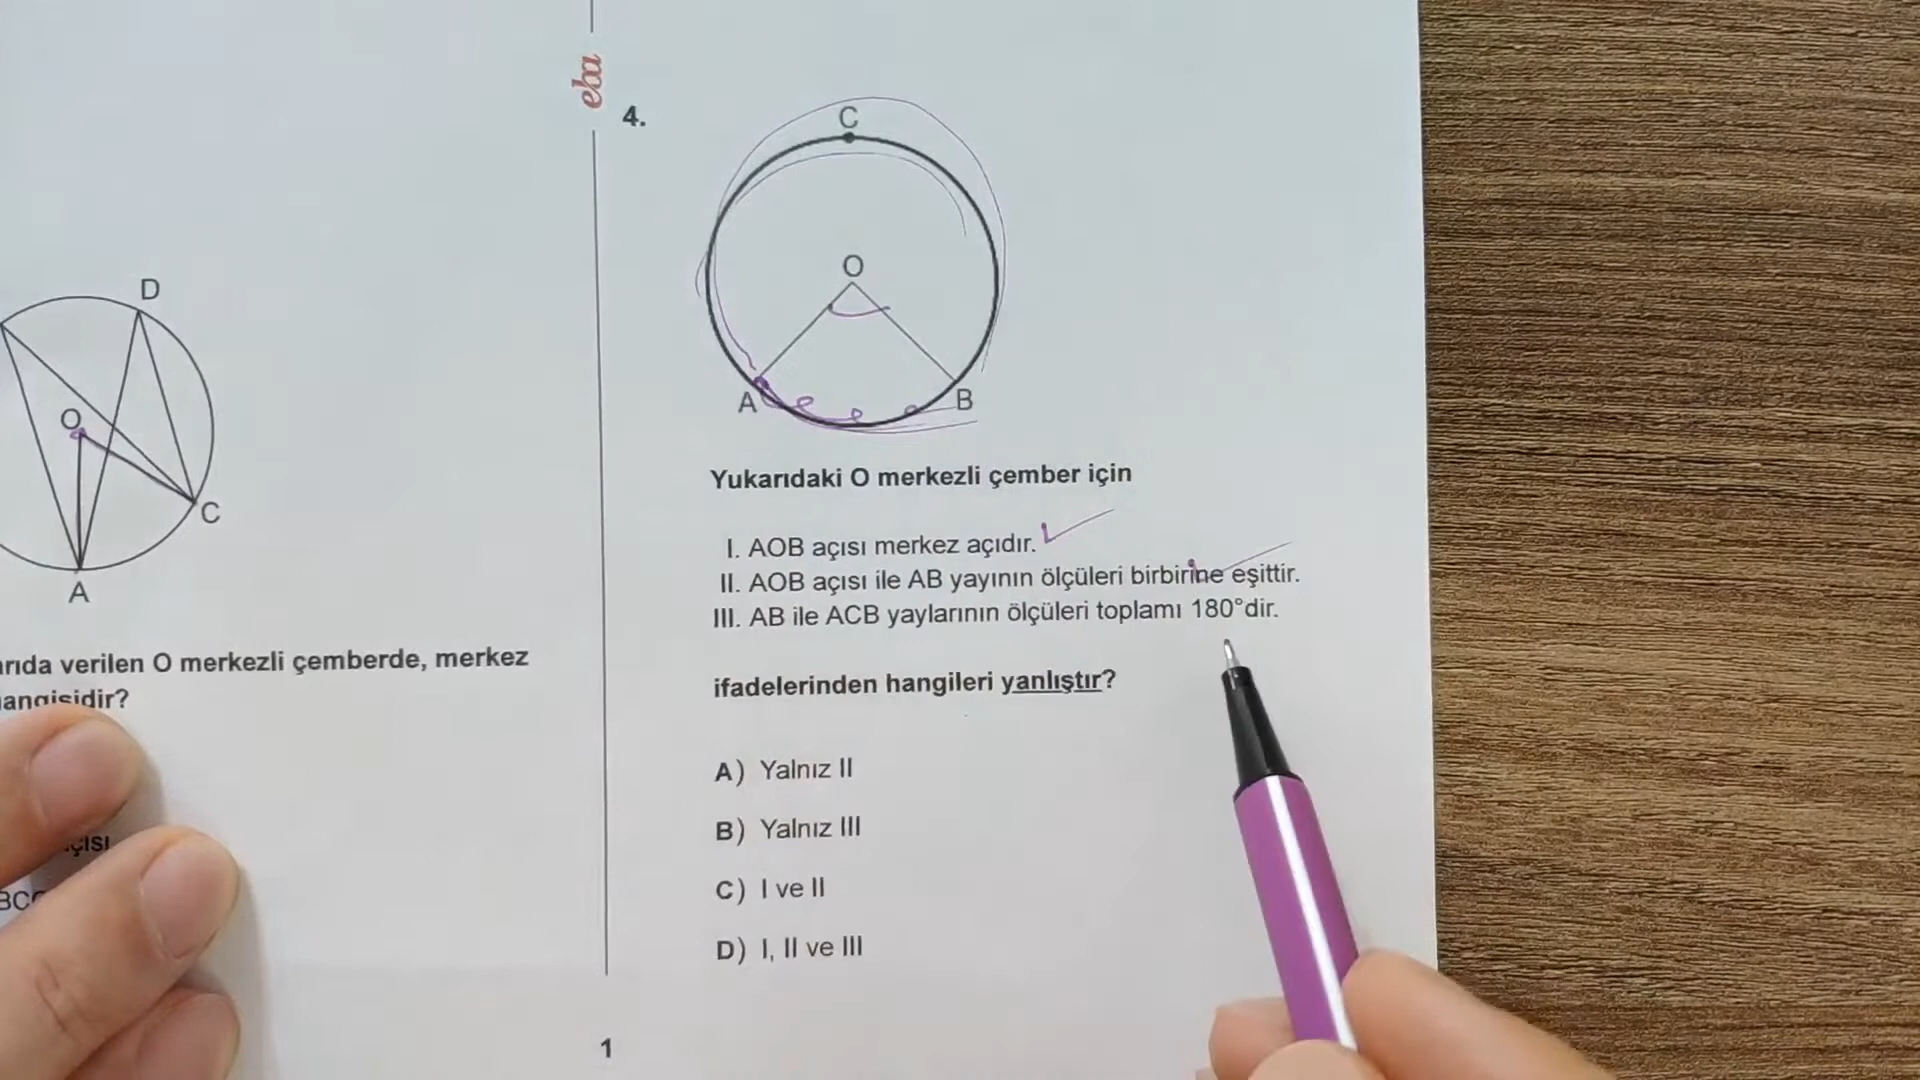 eba
D
O
C
A
rıda verilen O merkezli çemberde, merkez
angisidir?
çısı
BC
4.
C
O
A
B
Yukarıdaki O merkezli çember için
I. AOB açısı merkez açıdır.
II. AOB açısı ile AB yayının ölçüleri birbirine eşittir.
III. AB ile ACB yaylarının ölçüleri toplamı 180°dir.
ifadelerinden hangileri yanlıştır?
A) Yalnız II
B) Yalnız III
C) I ve II
D) I, II ve III
1